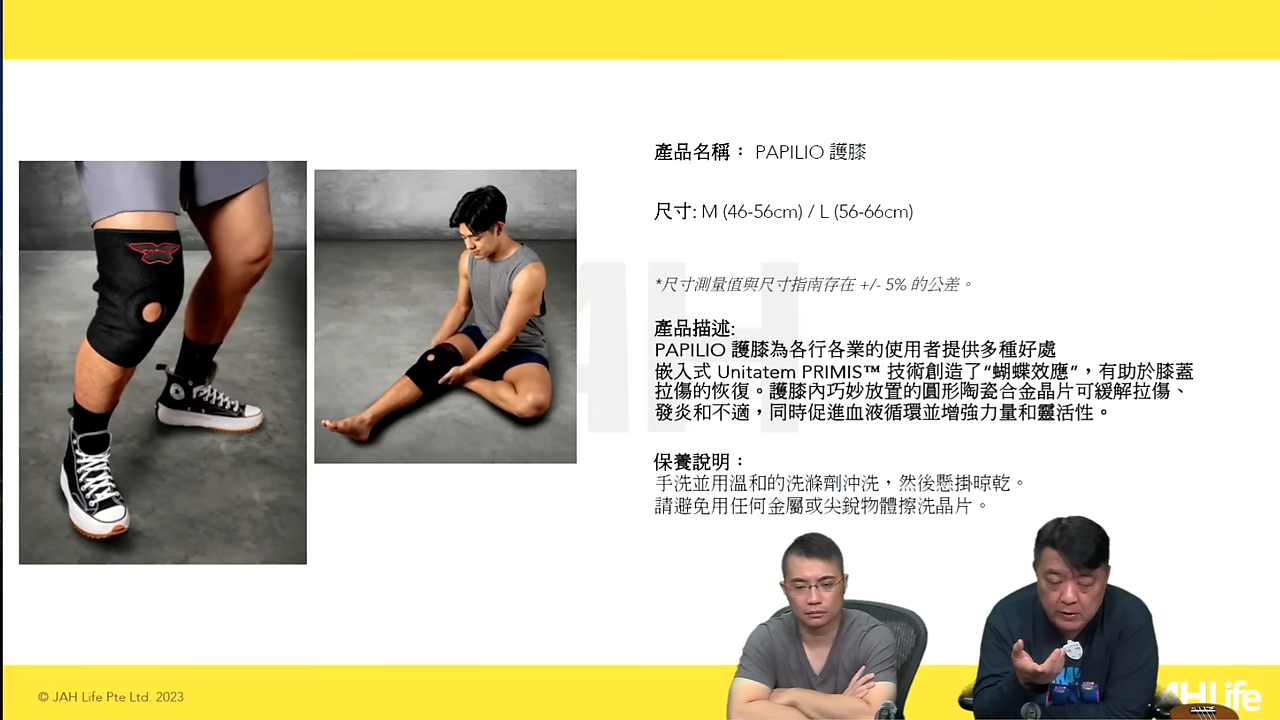 產品名稱： PAPILIO 護膝
尺寸: M (46-56cm) / L (56-66cm)
*尺寸測量值與尺寸指南存在 +/- 5% 的公差。
產品描述:
PAPILIO 護膝為各行各業的使用者提供多種好處
嵌入式 Unitatem PRIMIS™ 技術創造了“蝴蝶效應”，有助於膝蓋
拉傷的恢復。護膝內巧妙放置的圓形陶瓷合金晶片可緩解拉傷、
發炎和不適，同時促進血液循環並增強力量和靈活性。
保養說明：
手洗並用溫和的洗滌劑沖洗，然後懸掛晾乾。
請避免用任何金屬或尖銳物體擦洗晶片。
© JAH Life Pte Ltd. 2023